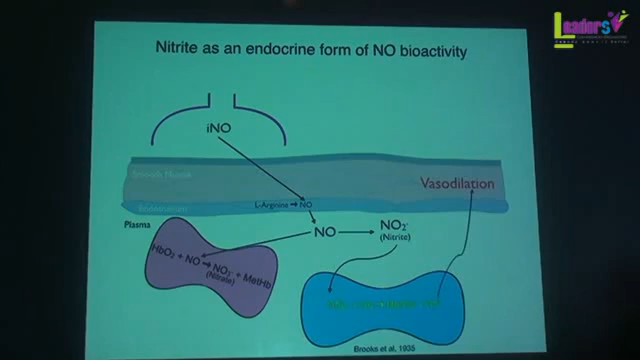 Leaders
Nitrite as an endocrine form of NO bioactivity
iNO
Smooth Muscle
Vasodilation
Endothelium
L-Arginine → NO
Plasma
NO → NO₂⁻
(Nitrite)
HbO₂ + NO → NO₃⁻ + MetHb
(Nitrate)
Brooks et al, 1935